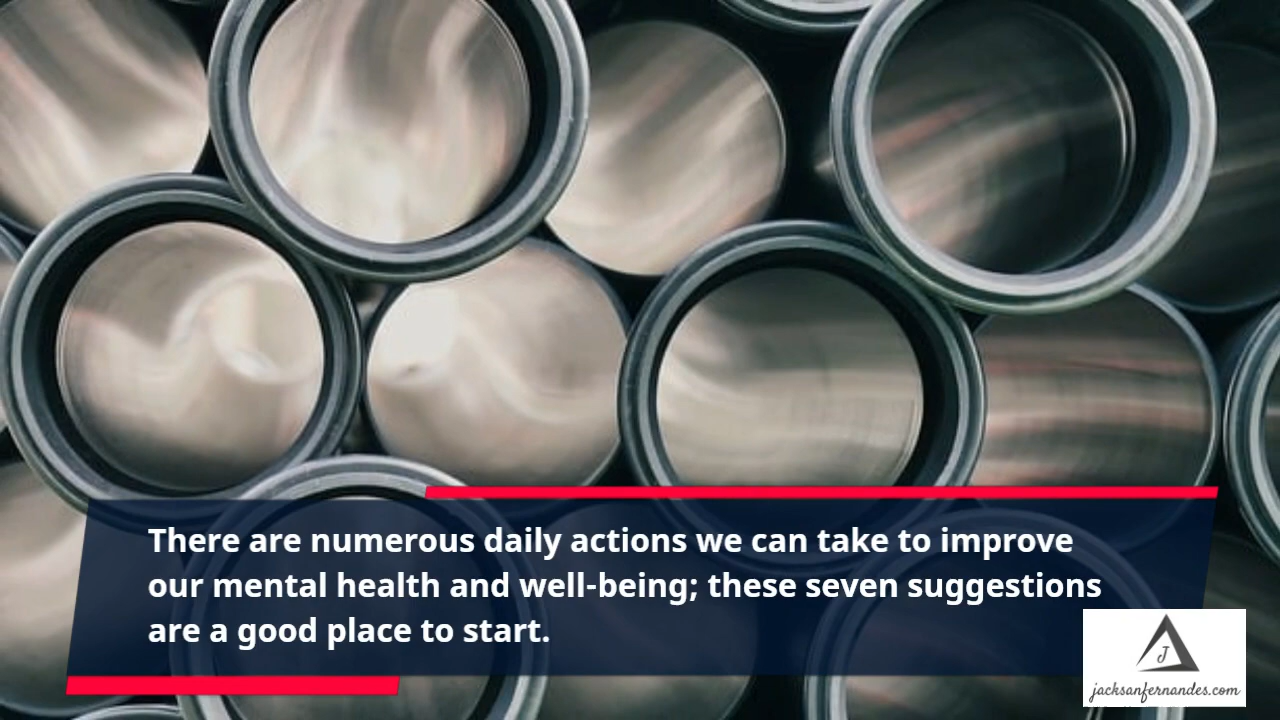 There are numerous daily actions we can take to improve
our mental health and well-being; these seven suggestions
are a good place to start.
J
jacksanfernandes.com